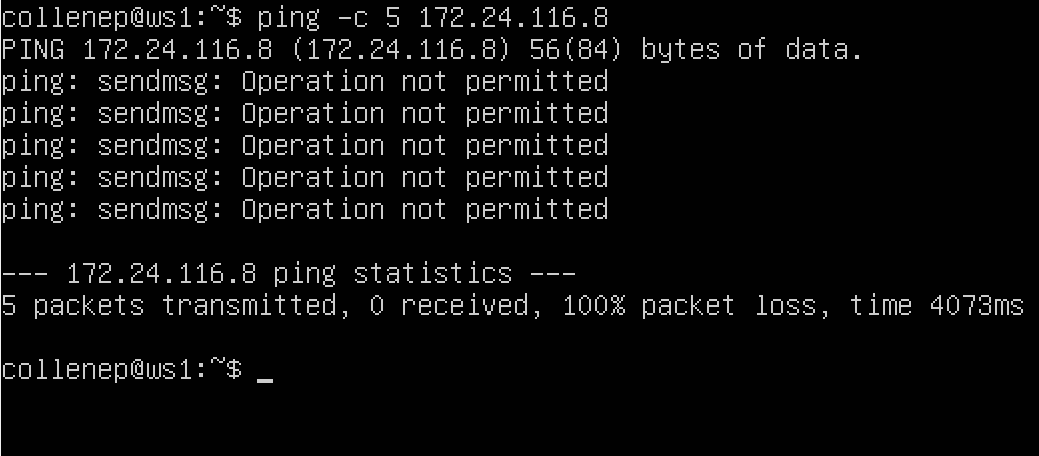 collenep@ws1:~$ ping -c 5 172.24.116.8
PING 172.24.116.8 (172.24.116.8) 56(84) bytes of data.
ping: sendmsg: Operation not permitted
ping: sendmsg: Operation not permitted
ping: sendmsg: Operation not permitted
ping: sendmsg: Operation not permitted
ping: sendmsg: Operation not permitted
--- 172.24.116.8 ping statistics ---
5 packets transmitted, 0 received, 100% packet loss, time 4073ms
collenep@ws1:~$ _